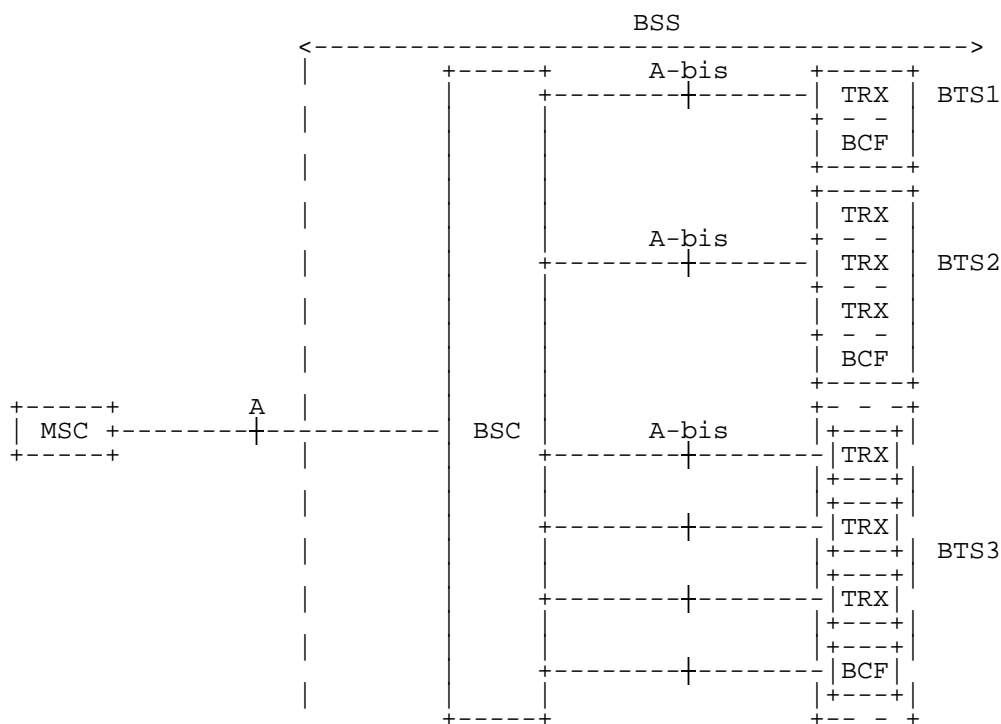 BSS
A-bis
TRX BTS1
BCF
TRX
A-bis
TRX BTS2
TRX
BCF
A
MSC BSC A-bis
TRX
TRX
BTS3
TRX
BCF